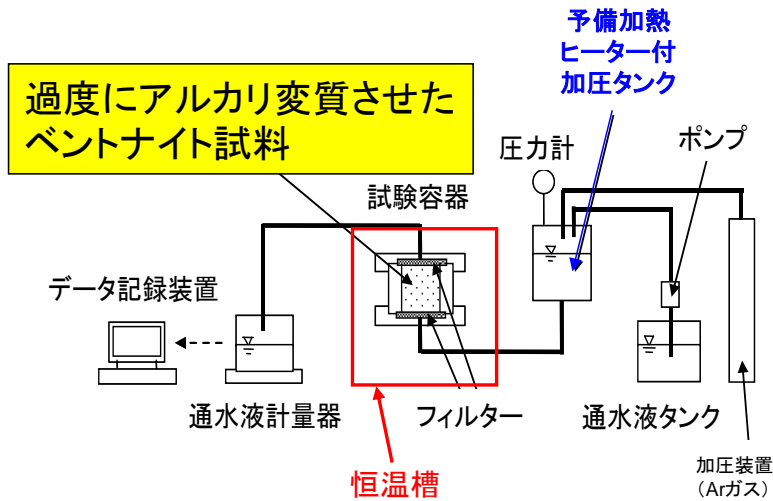 予備加熱
ヒーター付
加圧タンク
過度にアルカリ変質させた
ベントナイト試料
圧力計
ポンプ
試験容器
データ記録装置
通水液計量器
フィルター
通水液タンク
恒温槽
加圧装置
（Arガス）